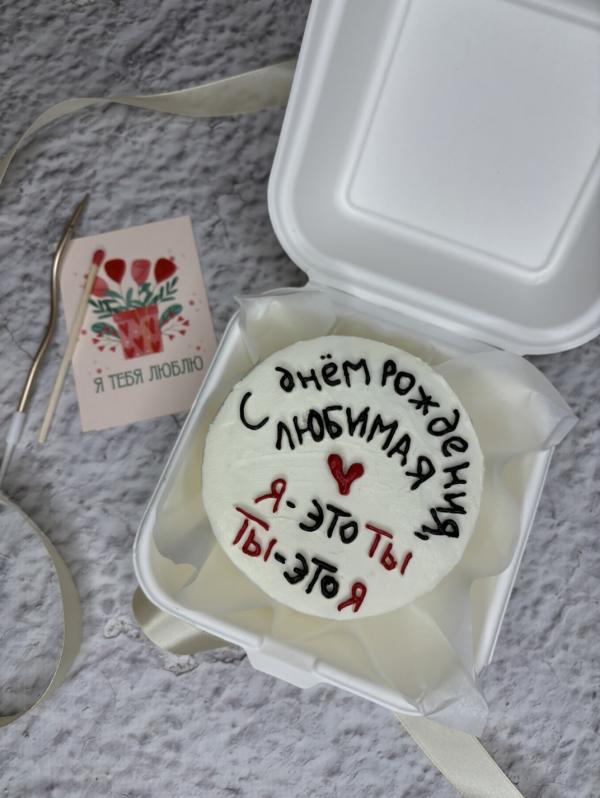 С днём рождения,
любимая
Я - это ты
Ты - это я
Я ТЕБЯ ЛЮБЛЮ